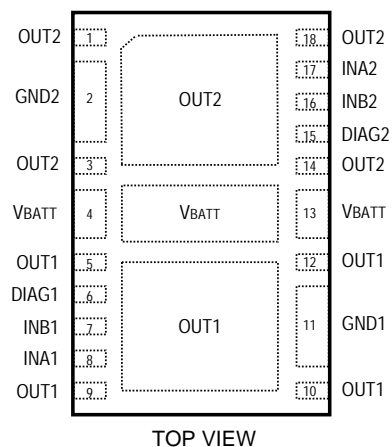 OUT2 1 18 OUT2
17 INA2
GND2 2 OUT2 16 INB2
15 DIAG2
OUT2 3 14 OUT2
VBATT 4 VBATT 13 VBATT
OUT1 5 12 OUT1
DIAG1 6
INB1 7 OUT1 11 GND1
INA1 8
OUT1 9 10 OUT1
TOP VIEW